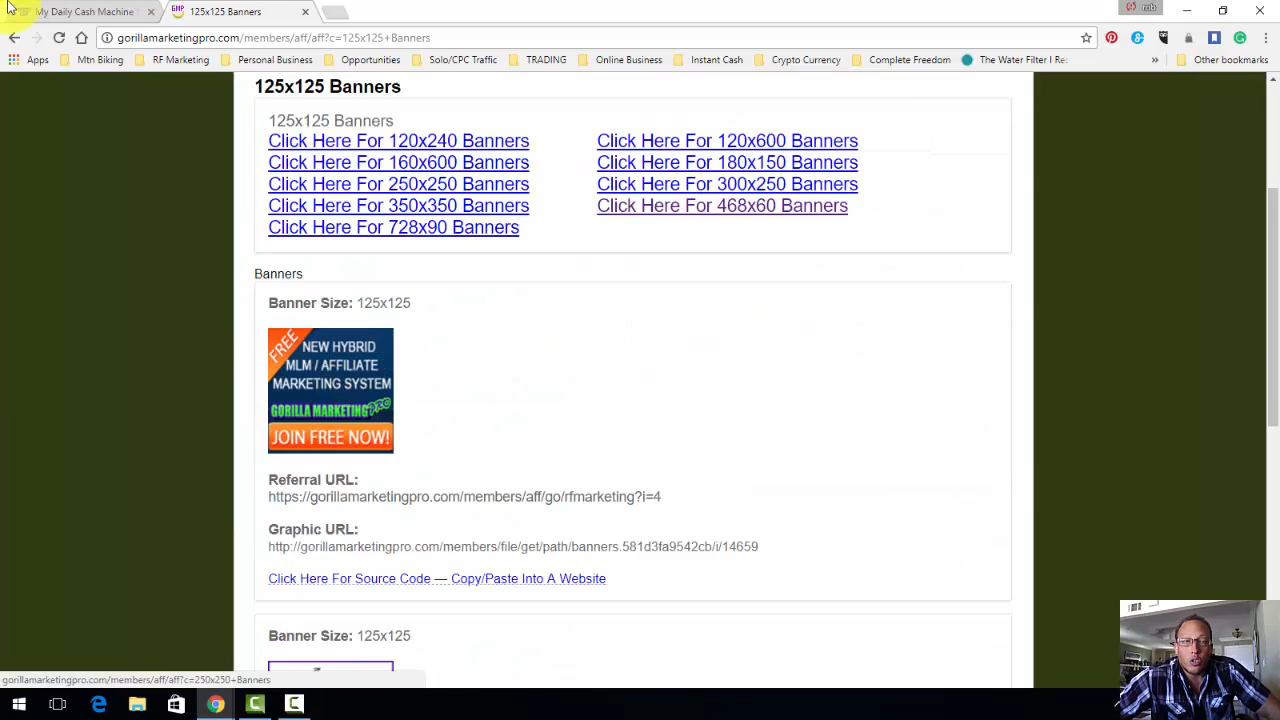 My Daily Cash Machine
125x125 Banners
mb
gorillamarketingpro.com/members/aff/aff?c=125x125+Banners
Apps
Mtn Biking
RF Marketing
Personal Business
Opportunities
Solo/CPC Traffic
TRADING
Online Business
Instant Cash
Crypto Currency
Complete Freedom
The Water Filter I Re
»
Other bookmarks
125x125 Banners
125x125 Banners
Click Here For 120x240 Banners
Click Here For 120x600 Banners
Click Here For 160x600 Banners
Click Here For 180x150 Banners
Click Here For 250x250 Banners
Click Here For 300x250 Banners
Click Here For 350x350 Banners
Click Here For 468x60 Banners
Click Here For 728x90 Banners
Banners
Banner Size: 125x125
FREE
NEW HYBRID
MLM / AFFILIATE
MARKETING SYSTEM
GORILLA MARKETING PRO
JOIN FREE NOW!
Referral URL:
https://gorillamarketingpro.com/members/aff/go/rfmarketing?i=4
Graphic URL:
http://gorillamarketingpro.com/members/file/get/path/banners.581d3fa9542cb/i/14659
Click Here For Source Code — Copy/Paste Into A Website
Banner Size: 125x125
gorillamarketingpro.com/members/aff/aff?c=250x250+Banners